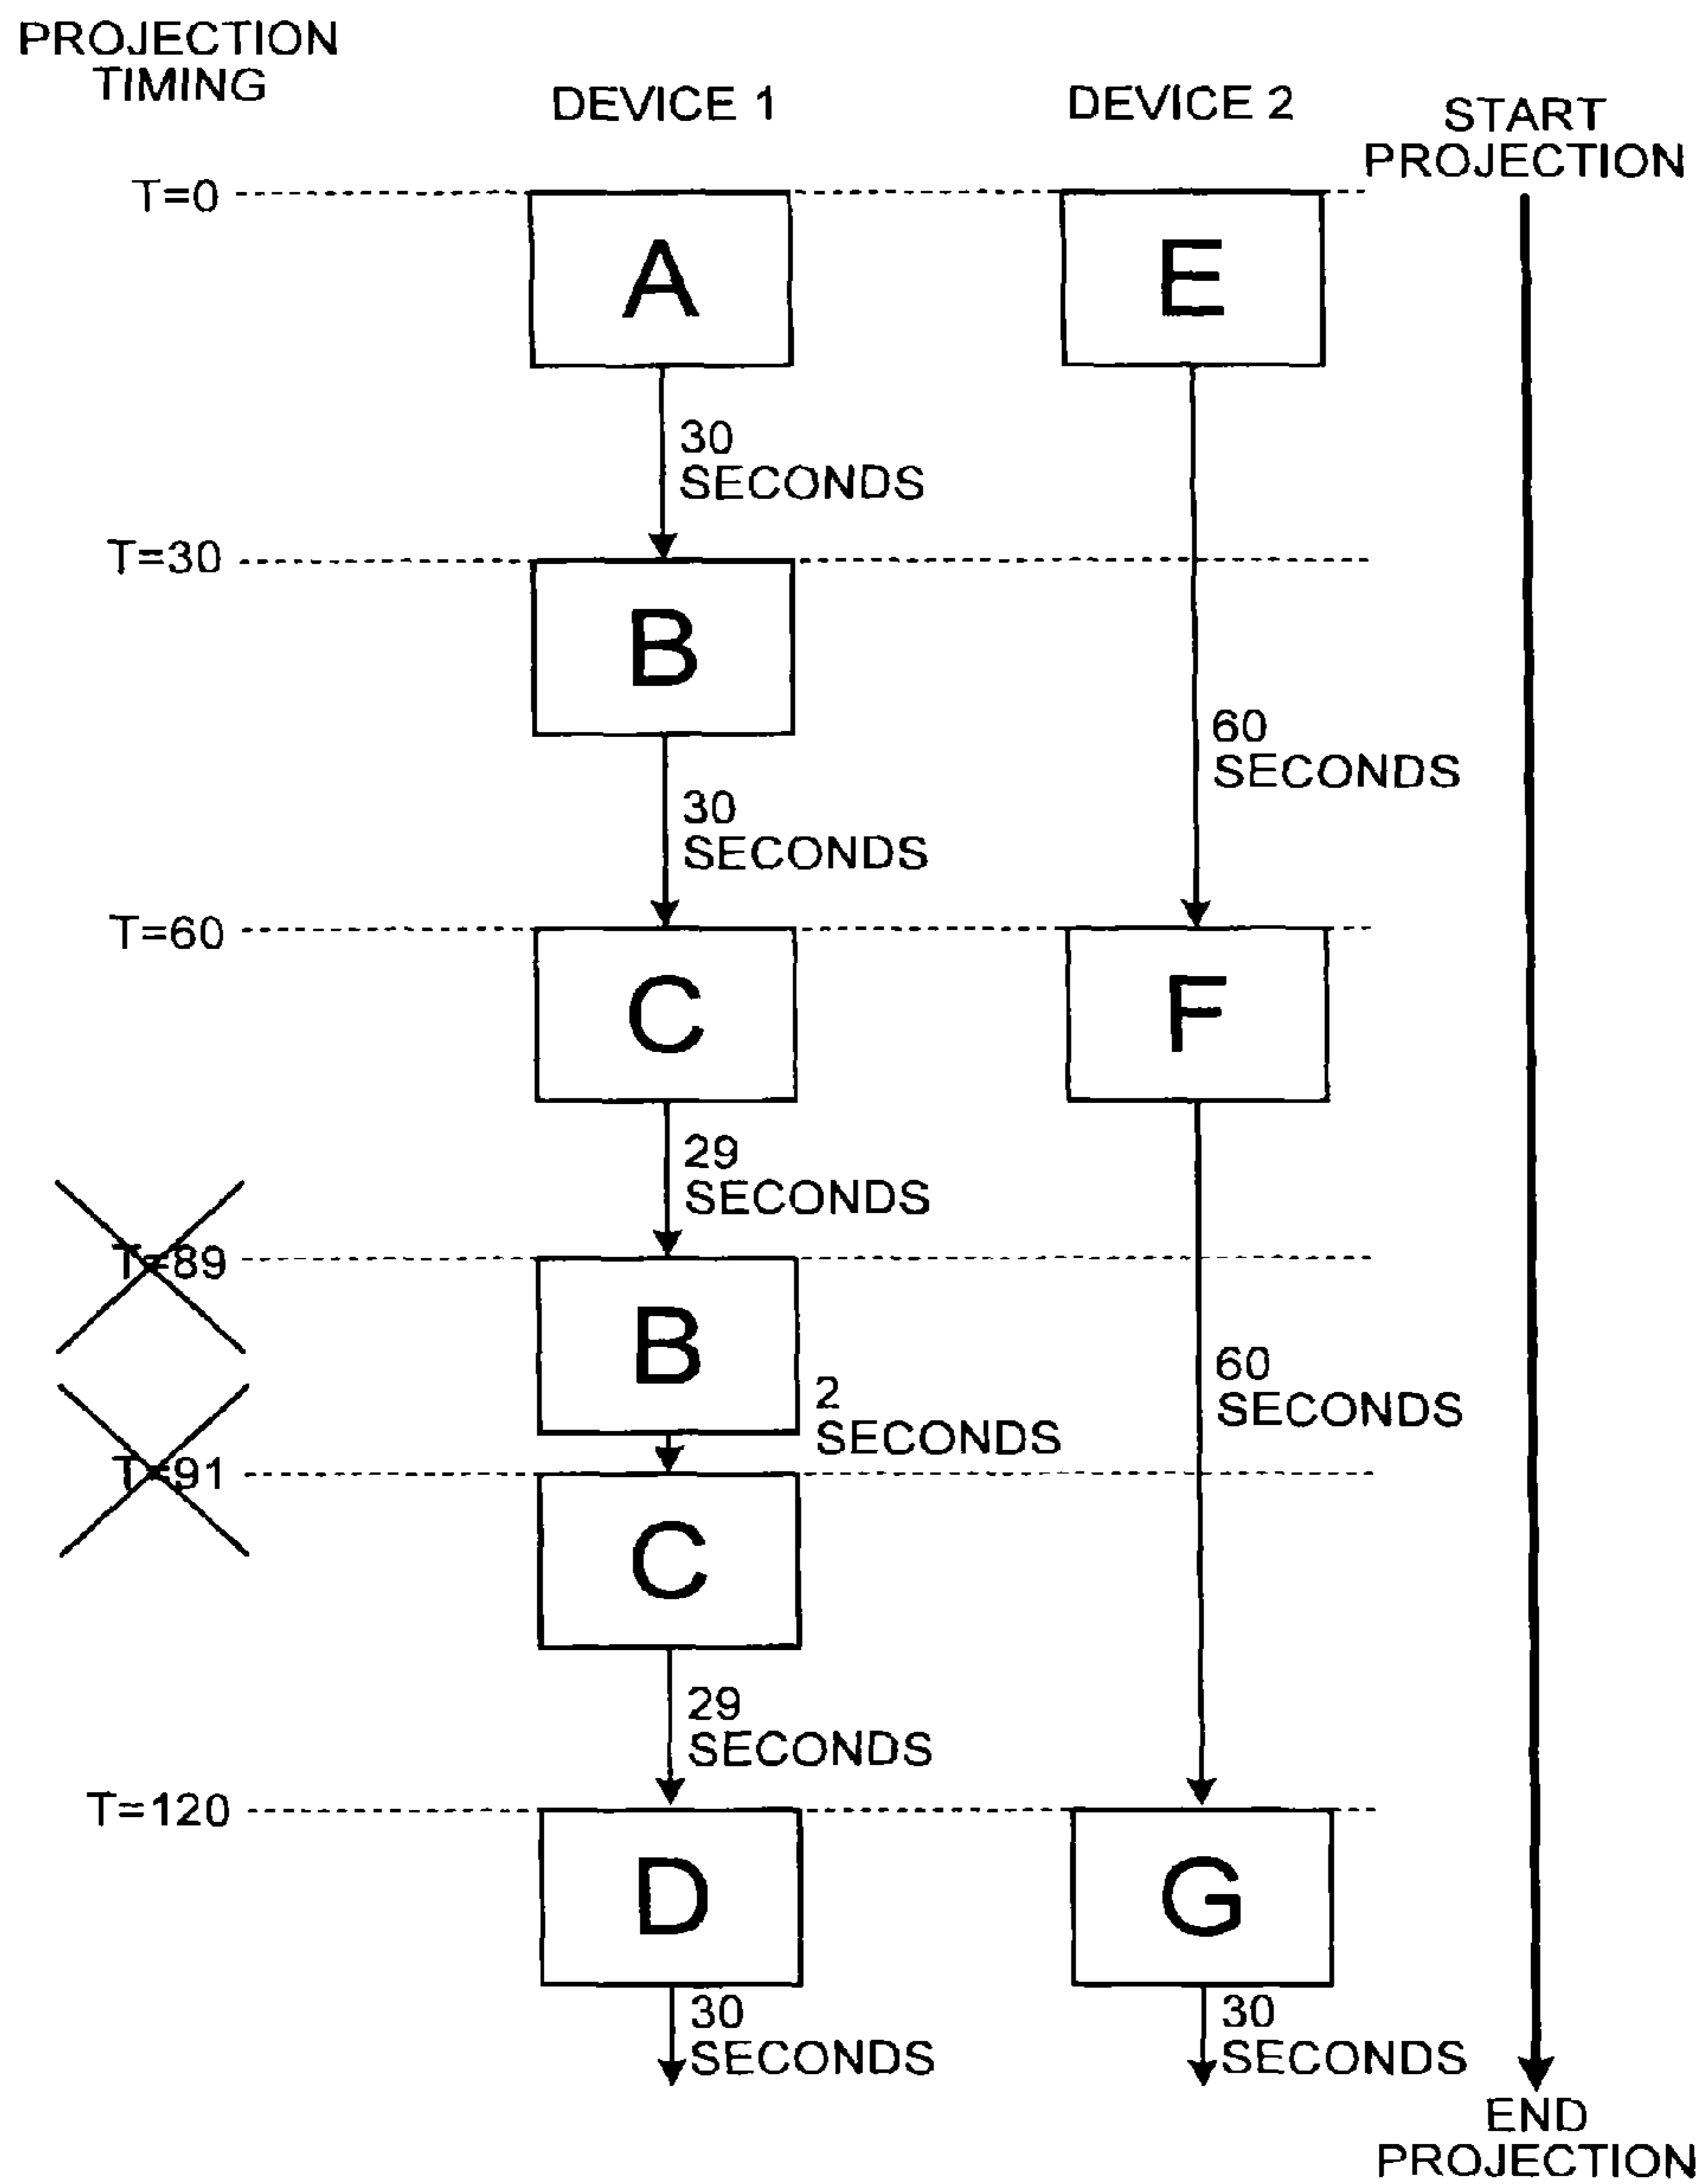 PROJECTION
TIMING
DEVICE 1
DEVICE 2
START
PROJECTION
T=0
A
E
30
SECONDS
T=30
B
60
SECONDS
30
SECONDS
T=60
C
F
29
SECONDS
T=89
B
60
SECONDS
2
SECONDS
T=91
C
29
SECONDS
T=120
D
G
30
SECONDS
30
SECONDS
END
PROJECTION